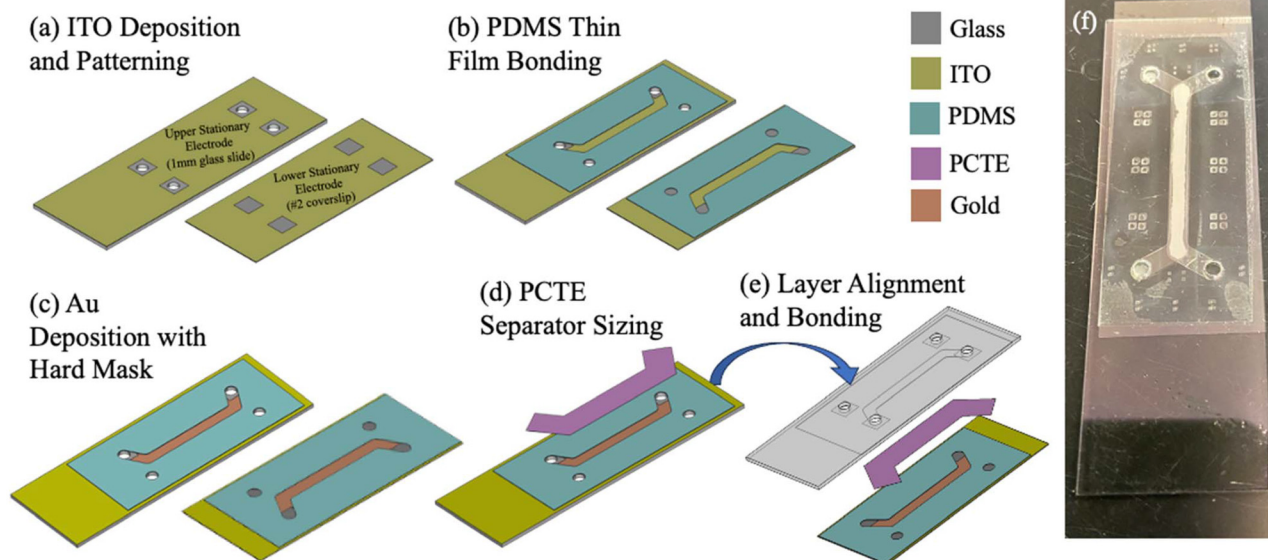 (a) ITO Deposition
and Patterning
Upper Stationary
Electrode
(1mm glass slide)
Lower Stationary
Electrode
(#2 coverslip)
(b) PDMS Thin
Film Bonding
Glass
ITO
PDMS
PCTE
Gold
(c) Au
Deposition with
Hard Mask
(d) PCTE
Separator Sizing
(e) Layer Alignment
and Bonding
(f)